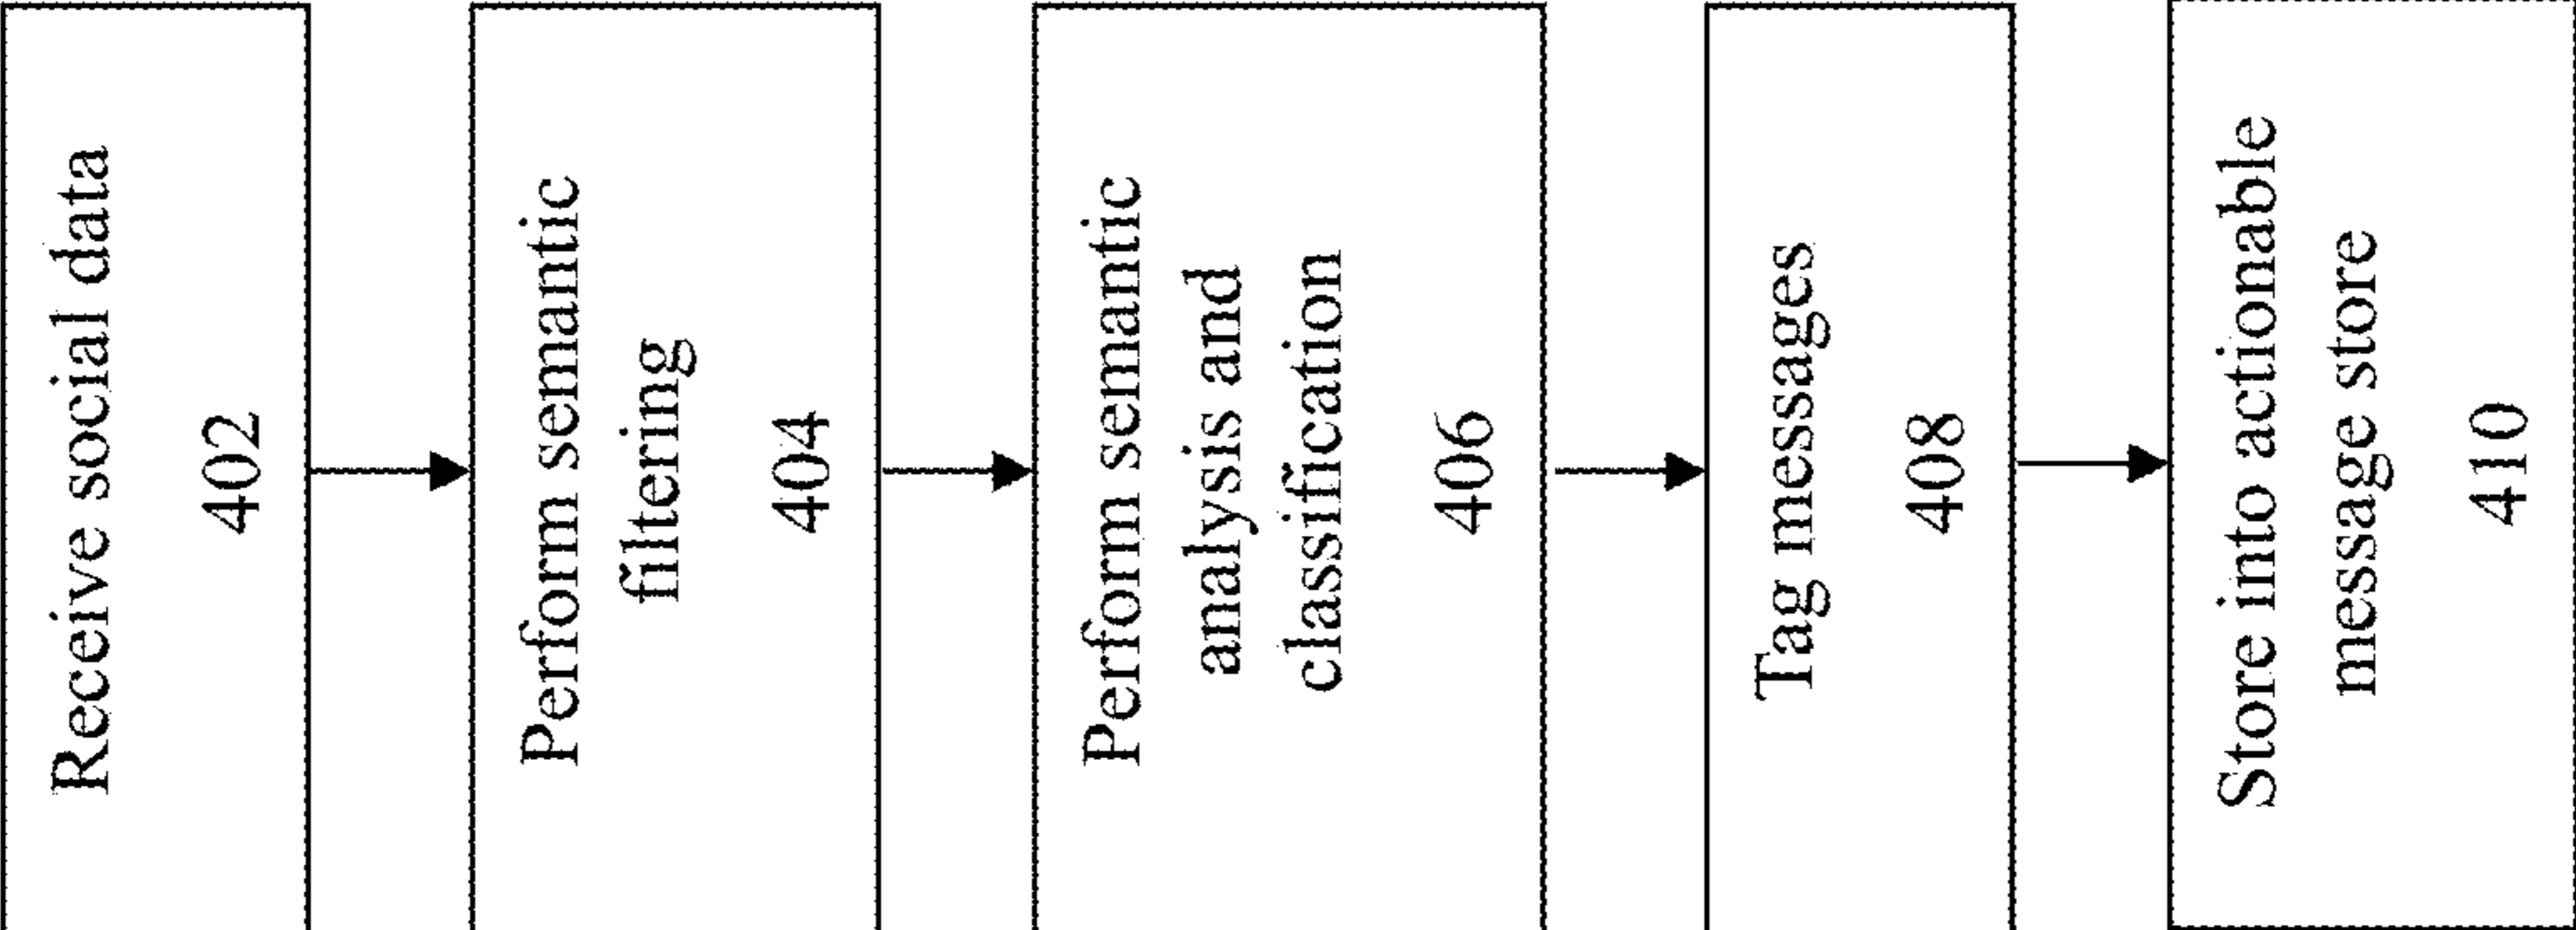 Receive social data
402
Perform semantic
filtering
404
Perform semantic
analysis and
classification
406
Tag messages
408
Store into actionable
message store
410